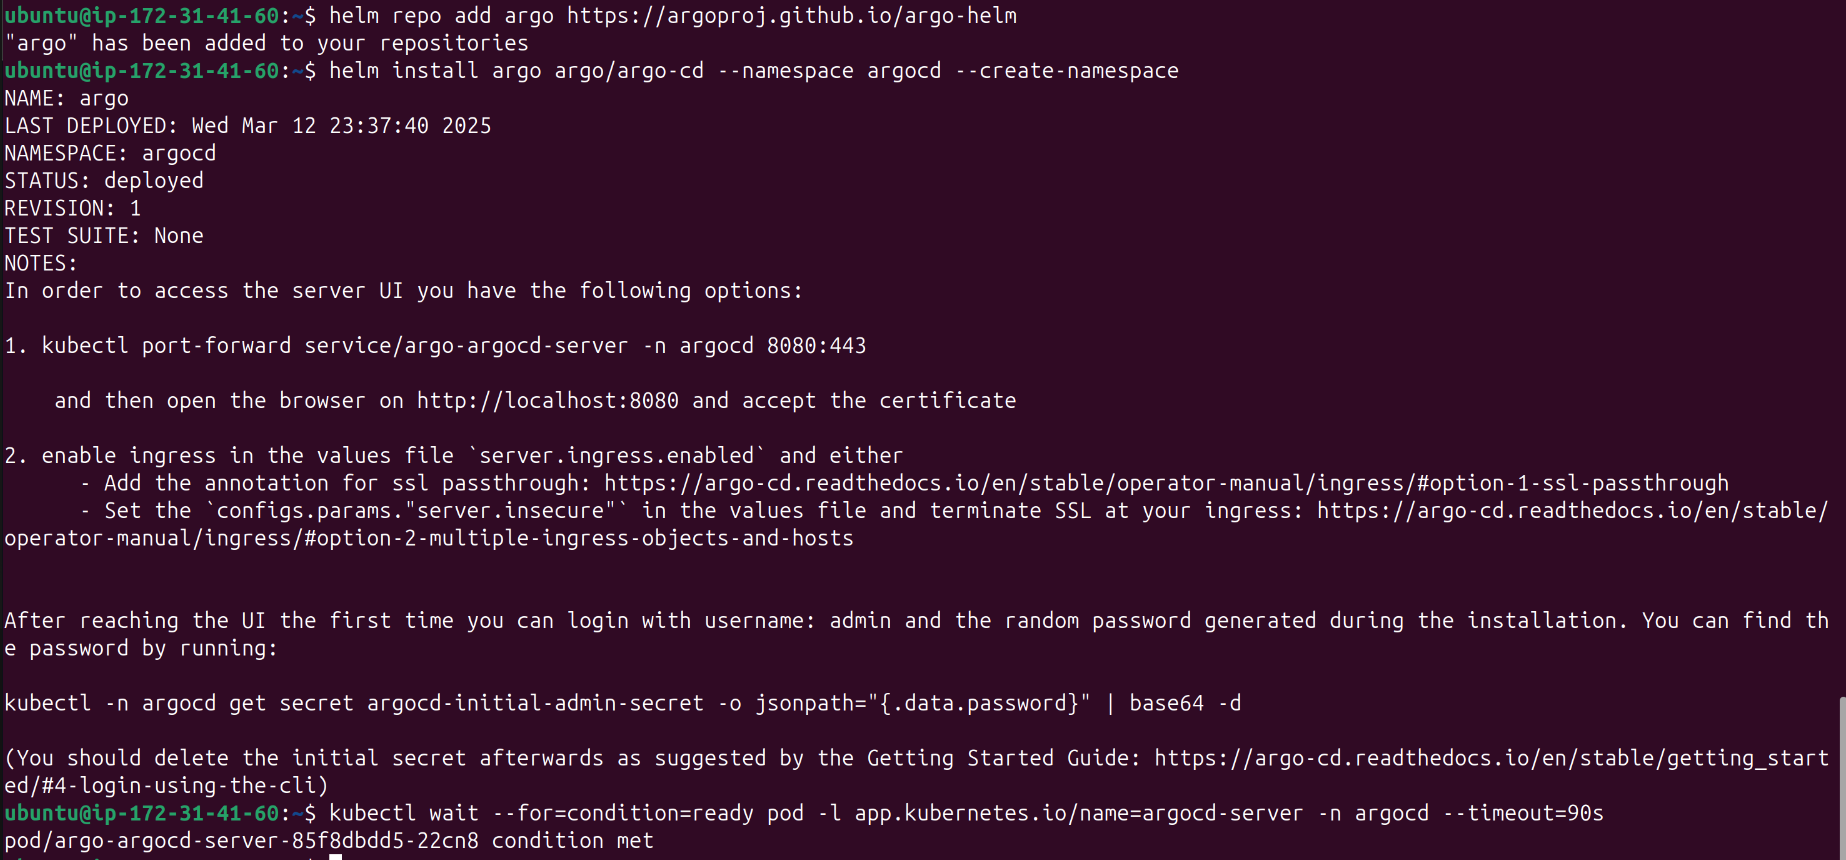 ubuntu@ip-172-31-41-60:~$ helm repo add argo https://argoproj.github.io/argo-helm
"argo" has been added to your repositories
ubuntu@ip-172-31-41-60:~$ helm install argo argo/argo-cd --namespace argocd --create-namespace
NAME: argo
LAST DEPLOYED: Wed Mar 12 23:37:40 2025
NAMESPACE: argocd
STATUS: deployed
REVISION: 1
TEST SUITE: None
NOTES:
In order to access the server UI you have the following options:
1. kubectl port-forward service/argo-argocd-server -n argocd 8080:443
and then open the browser on http://localhost:8080 and accept the certificate
2. enable ingress in the values file `server.ingress.enabled` and either
- Add the annotation for ssl passthrough: https://argo-cd.readthedocs.io/en/stable/operator-manual/ingress/#option-1-ssl-passthrough
- Set the `configs.params."server.insecure"` in the values file and terminate SSL at your ingress: https://argo-cd.readthedocs.io/en/stable/
operator-manual/ingress/#option-2-multiple-ingress-objects-and-hosts
After reaching the UI the first time you can login with username: admin and the random password generated during the installation. You can find th
e password by running:
kubectl -n argocd get secret argocd-initial-admin-secret -o jsonpath="{.data.password}" | base64 -d
(You should delete the initial secret afterwards as suggested by the Getting Started Guide: https://argo-cd.readthedocs.io/en/stable/getting_start
ed/#4-login-using-the-cli)
ubuntu@ip-172-31-41-60:~$ kubectl wait --for=condition=ready pod -l app.kubernetes.io/name=argocd-server -n argocd --timeout=90s
pod/argo-argocd-server-85f8dbdd5-22cn8 condition met